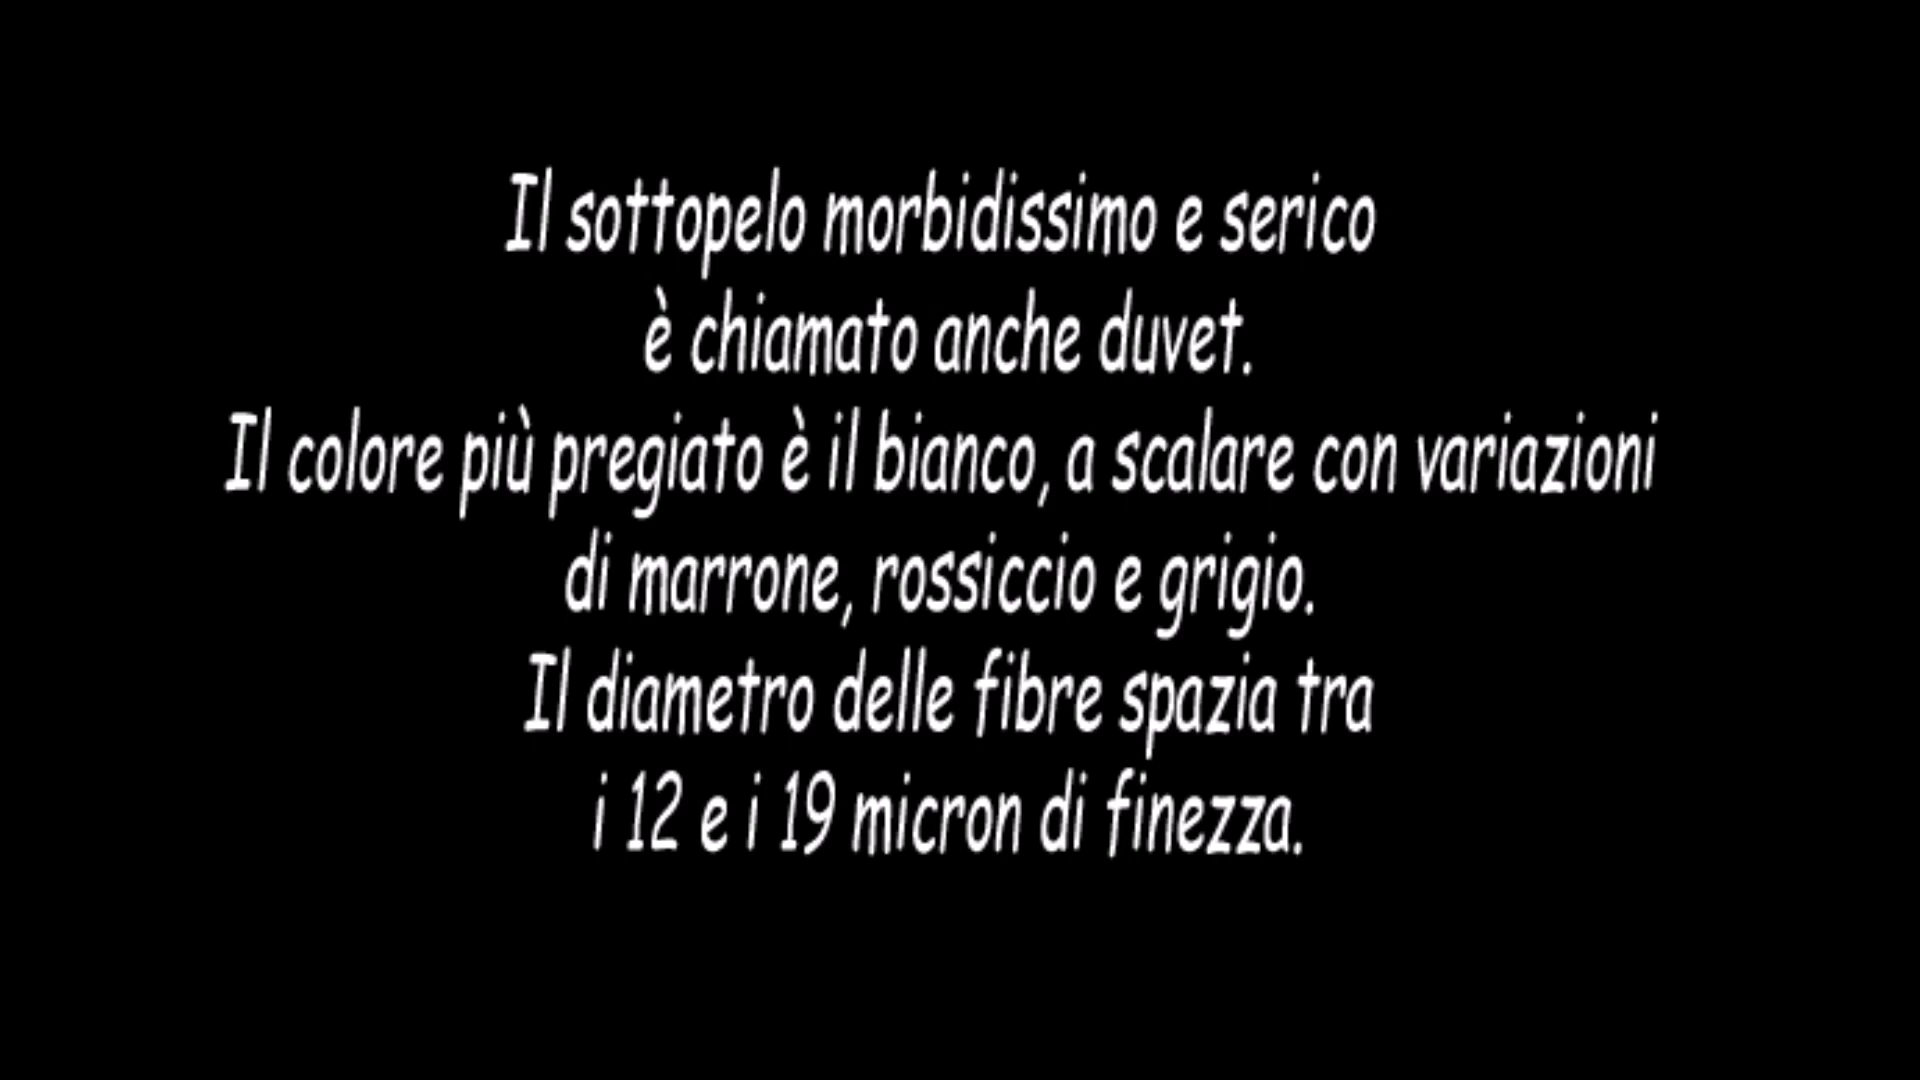 Il sottopelo morbidissimo e serico
è chiamato anche duvet.
Il colore più pregiato è il bianco, a scalare con variazioni
di marrone, rossiccio e grigio.
Il diametro delle fibre spazia tra
i 12 e i 19 micron di finezza.